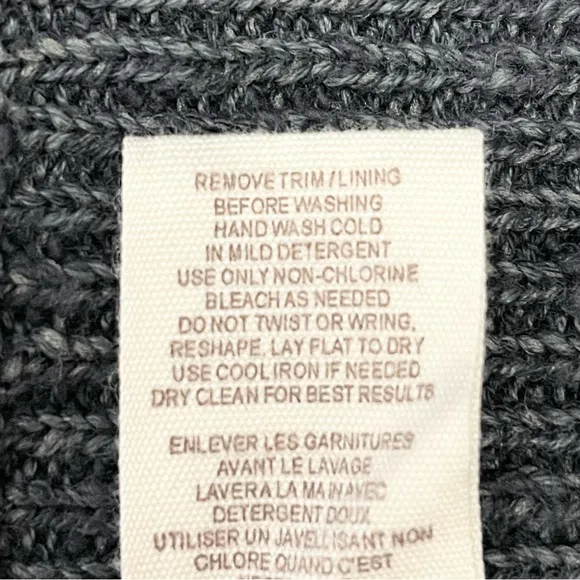 REMOVE TRIM/LINING
BEFORE WASHING
HAND WASH COLD
IN MILD DETERGENT
USE ONLY NON-CHLORINE
BLEACH AS NEEDED
DO NOT TWIST OR WRING,
RESHAPE, LAY FLAT TO DRY
USE COOL IRON IF NEEDED
DRY CLEAN FOR BEST RESULTS
ENLEVER LES GARNITURES
AVANT LE LAVAGE
LAVER A LA MAIN AVEC
DETERGENT DOUX
UTILISER UN JAVELLISANT NON
CHLORE QUAND C'EST